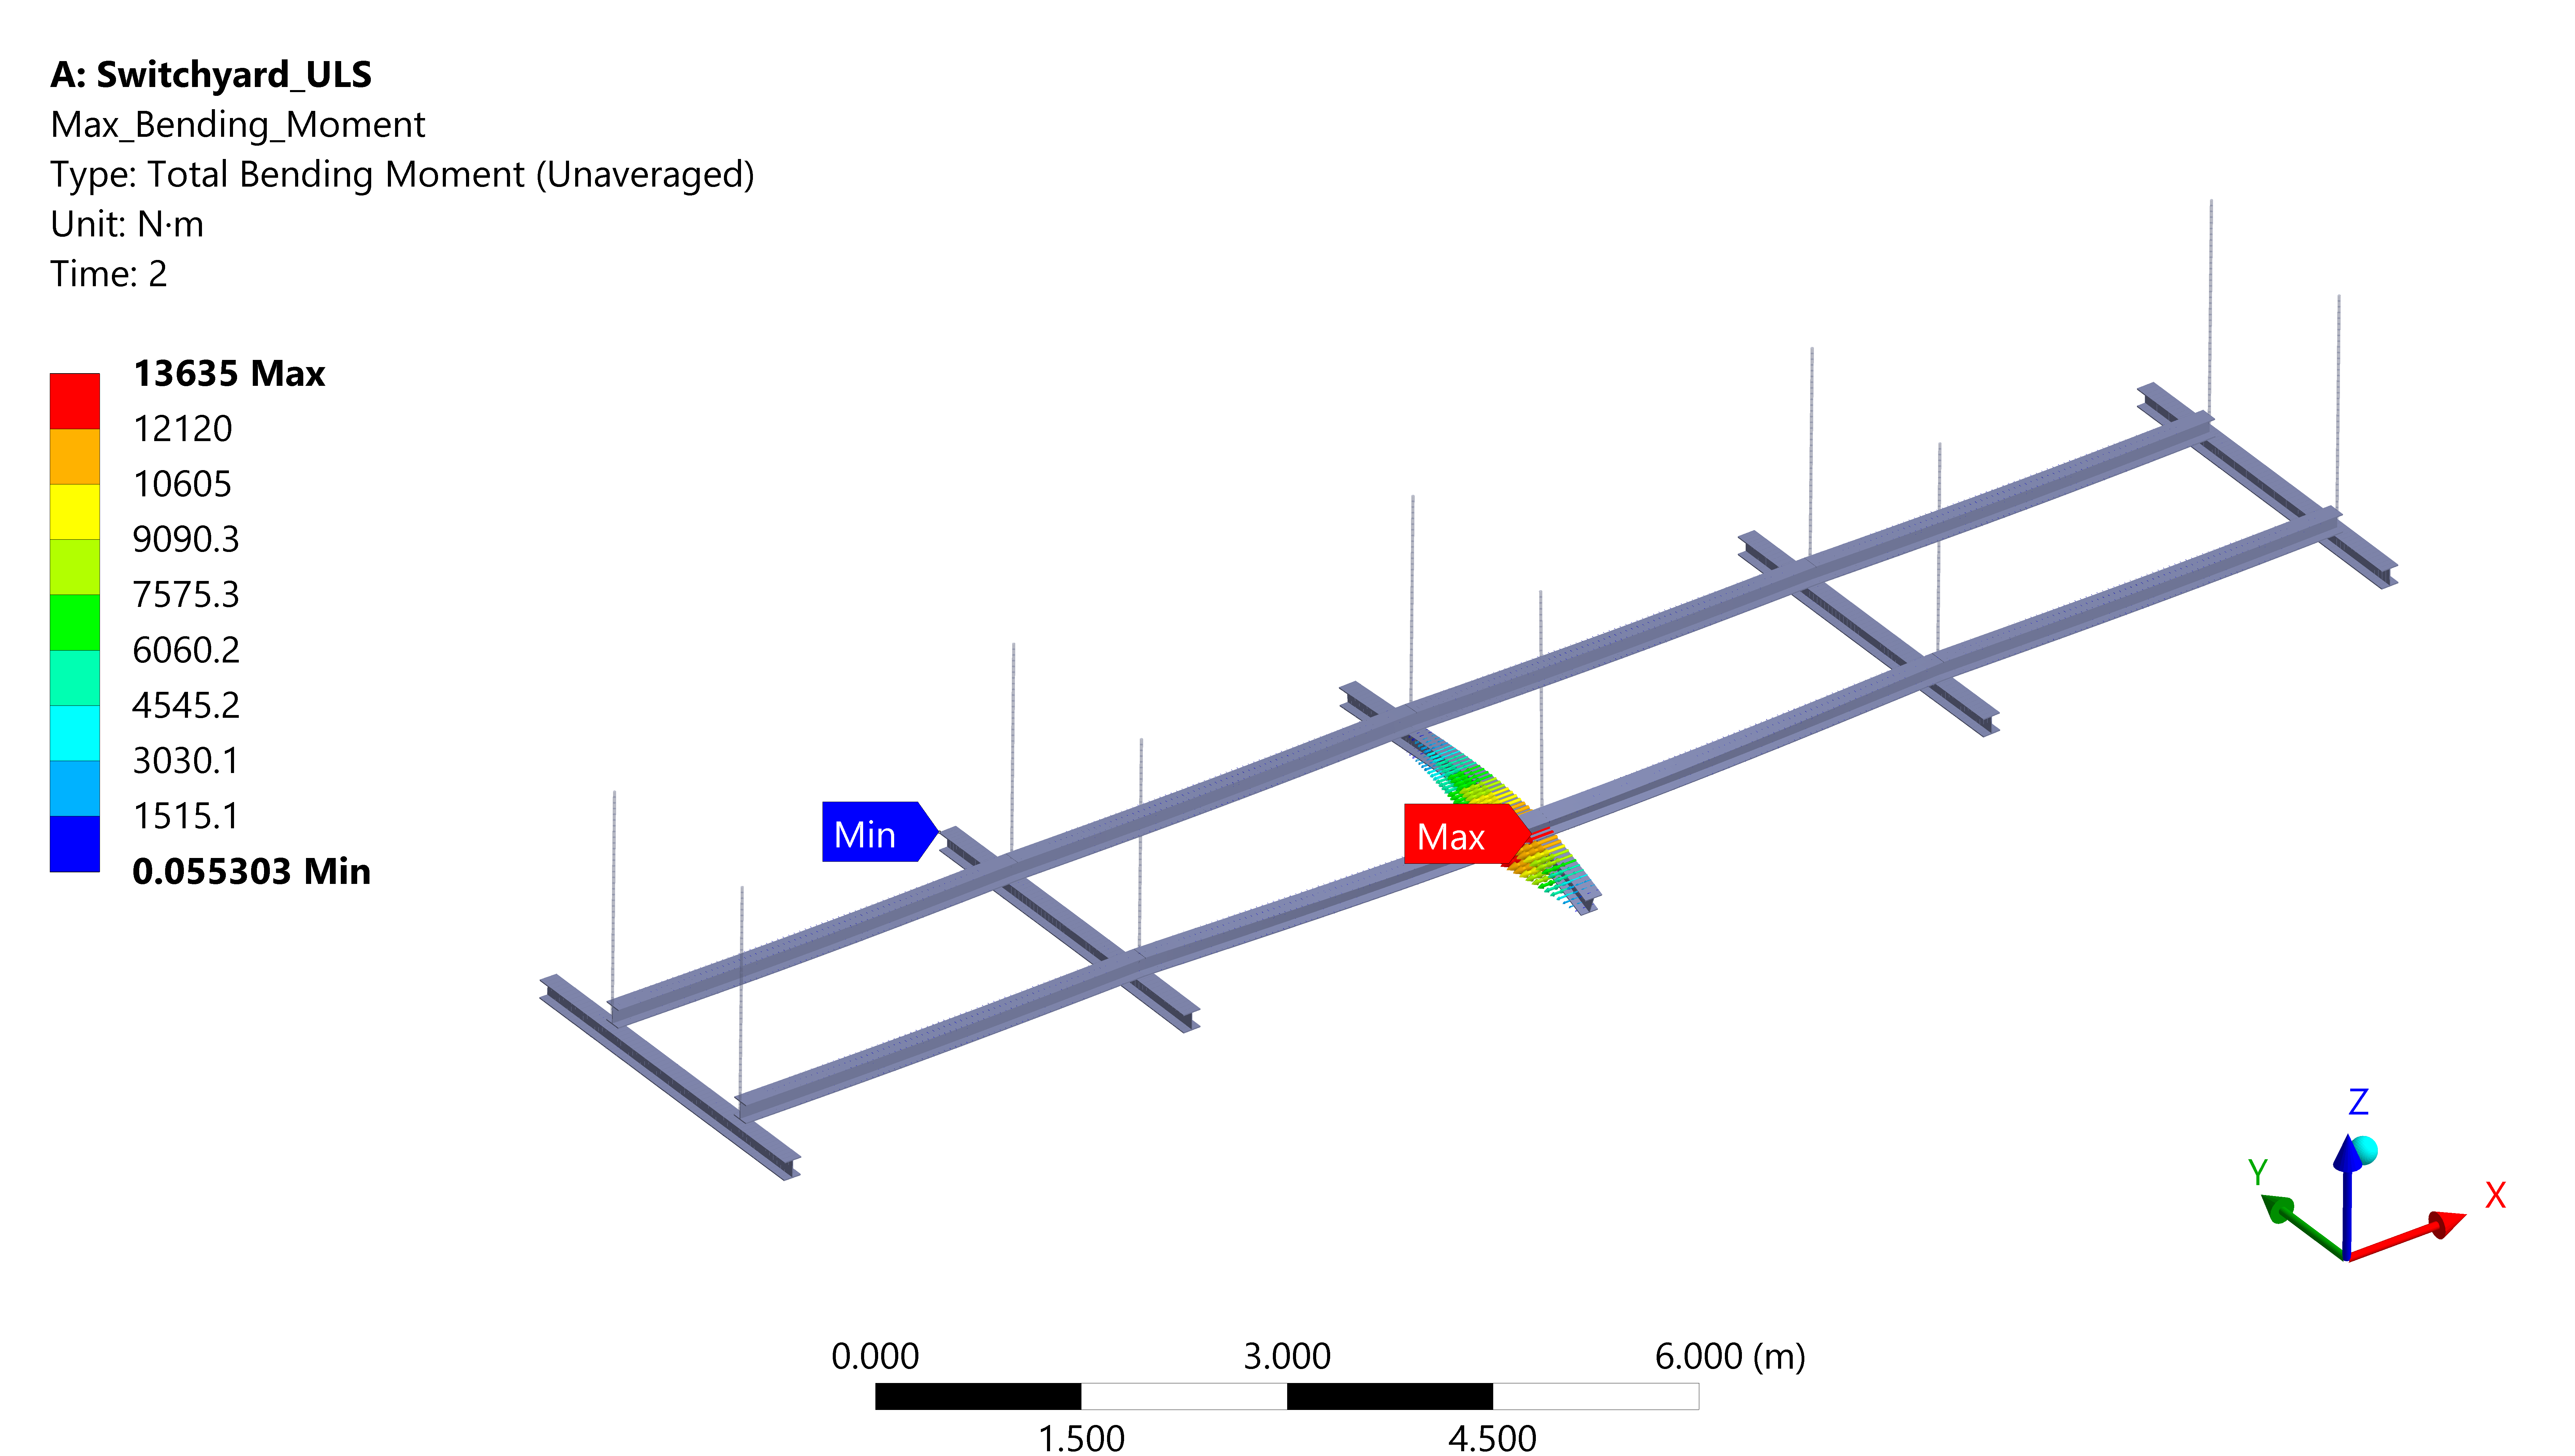 A: Switchyard_ULS
Max_Bending_Moment
Type: Total Bending Moment (Unaveraged)
Unit: N·m
Time: 2
13635 Max
12120
10605
9090.3
7575.3
6060.2
4545.2
3030.1
1515.1
0.055303 Min
Min
Max
Z
Y
X
0.000 3.000 6.000 (m)
1.500 4.500